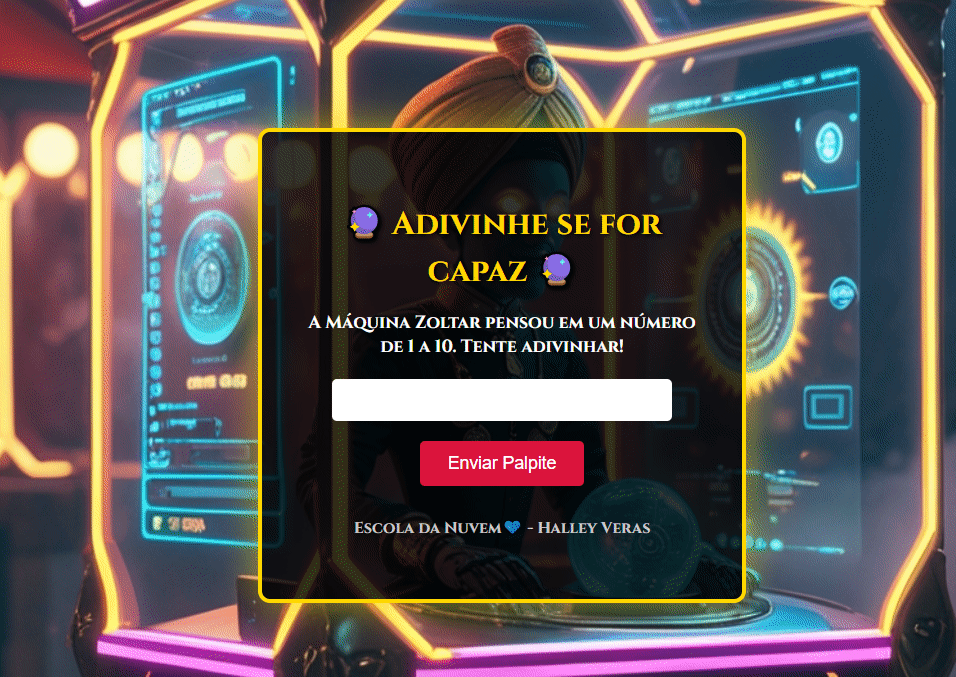 🔮 Adivinhe se for
capaz 🔮
A Máquina Zoltar pensou em um número
de 1 a 10. Tente adivinhar!
Enviar Palpite
Escola da Nuvem💙 - Halley Veras